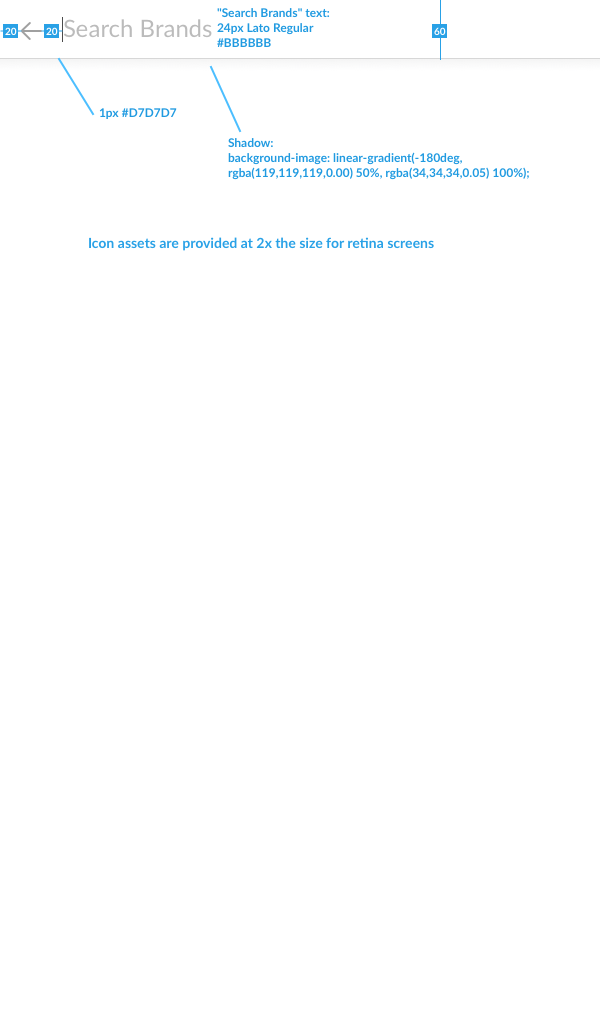 20
20
Search Brands
"Search Brands" text:
24px Lato Regular
#BBBBBB
60
1px #D7D7D7
Shadow:
background-image: linear-gradient(-180deg,
rgba(119,119,119,0.00) 50%, rgba(34,34,34,0.05) 100%);
Icon assets are provided at 2x the size for retina screens